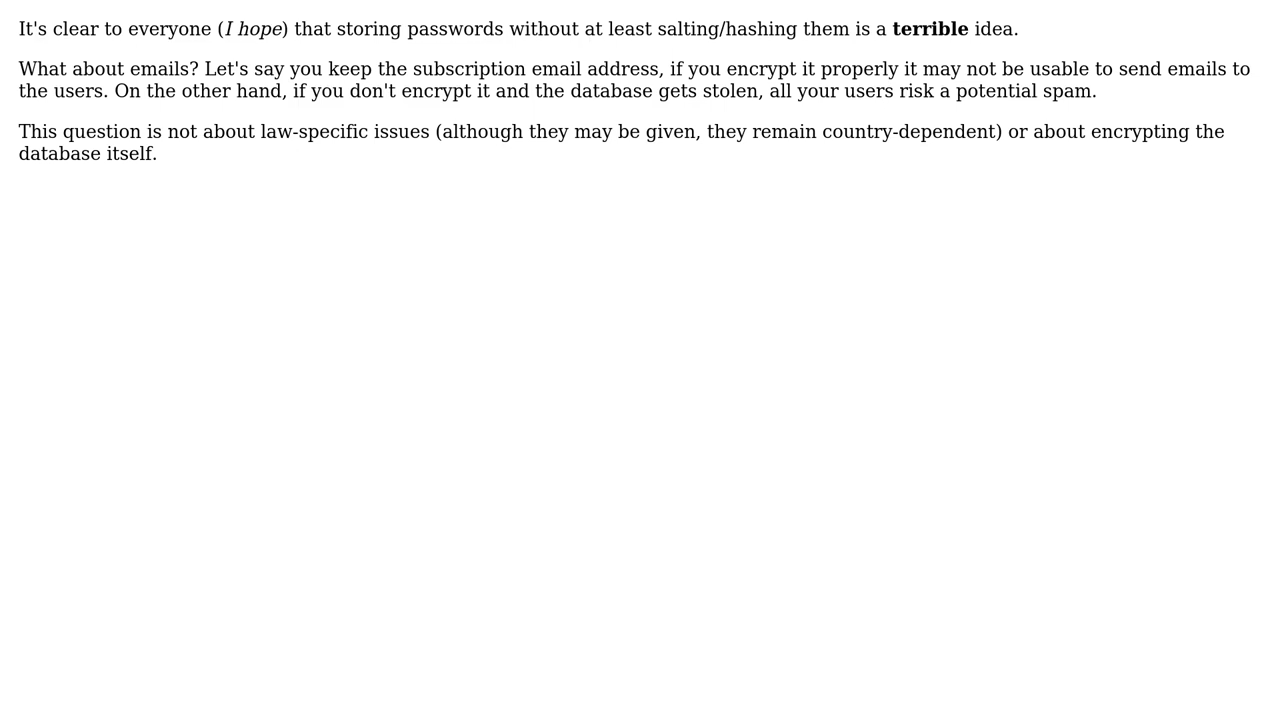 It's clear to everyone (I hope) that storing passwords without at least salting/hashing them is a terrible idea.
What about emails? Let's say you keep the subscription email address, if you encrypt it properly it may not be usable to send emails to
the users. On the other hand, if you don't encrypt it and the database gets stolen, all your users risk a potential spam.
This question is not about law-specific issues (although they may be given, they remain country-dependent) or about encrypting the
database itself.